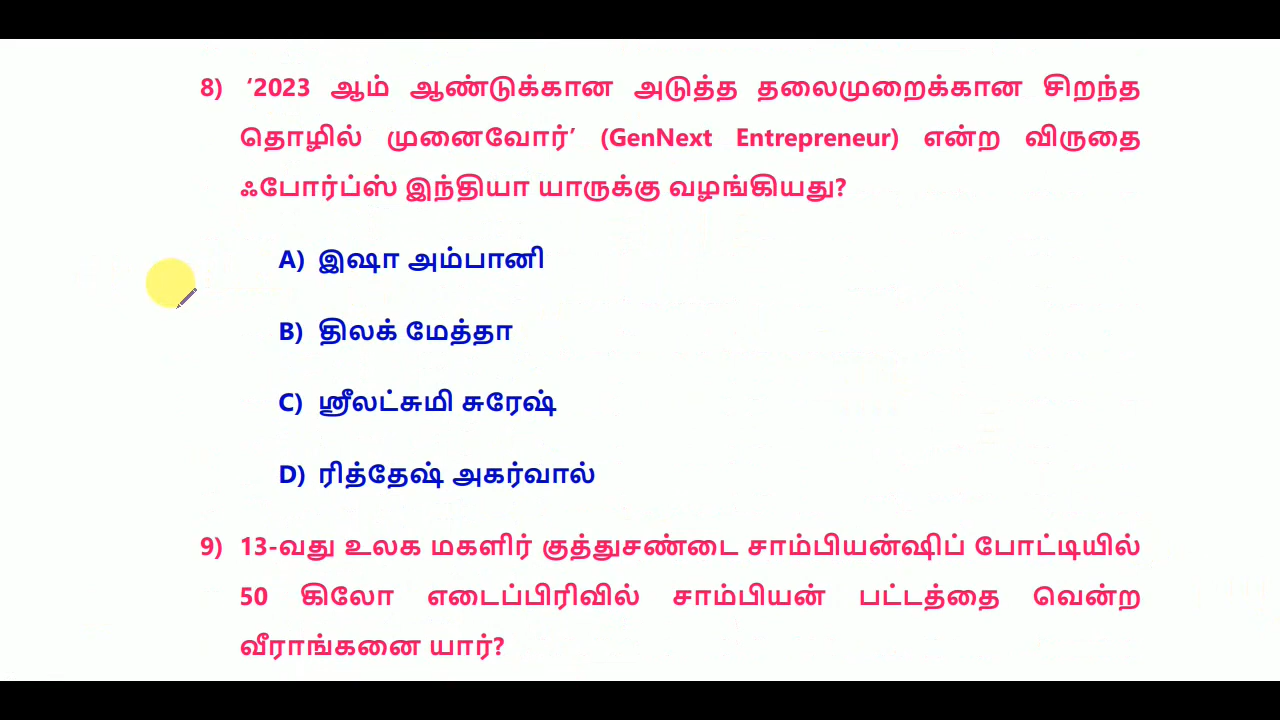 8) ‘2023 ஆம் ஆண்டுக்கான அடுத்த தலைமுறைக்கான சிறந்த
தொழில் முனைவோர்’ (GenNext Entrepreneur) என்ற விருதை
ஃபோர்ப்ஸ் இந்தியா யாருக்கு வழங்கியது?
A) இஷா அம்பானி
B) திலக் மேத்தா
C) ஸ்ரீலட்சுமி சுரேஷ்
D) ரித்தேஷ் அகர்வால்
9) 13-வது உலக மகளிர் குத்துசண்டை சாம்பியன்ஷிப் போட்டியில்
50 கிலோ எடைப்பிரிவில் சாம்பியன் பட்டத்தை வென்ற
வீராங்கனை யார்?